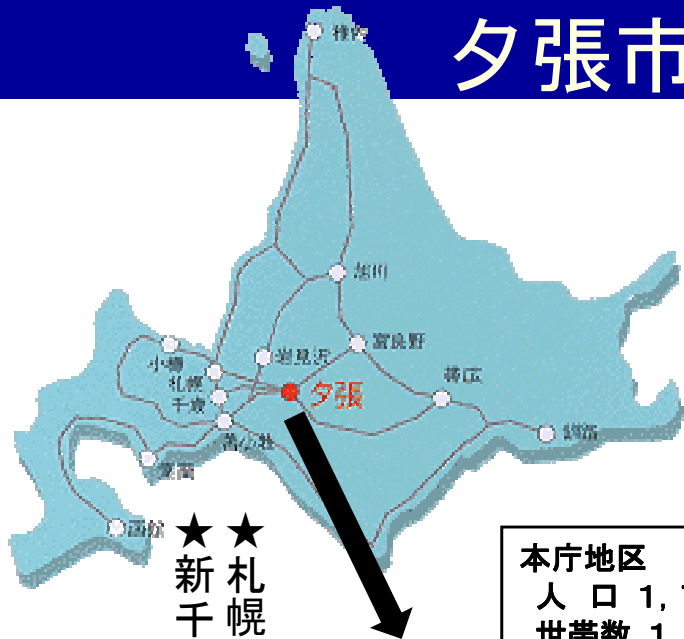 夕張市
稚内
旭川
富良野
岩見沢
小樽
札幌
千歳
帯広
夕張
苫小牧
釧路
室蘭
函館
★札幌
★新千
本庁地区
人 口 1,
世帯数 1